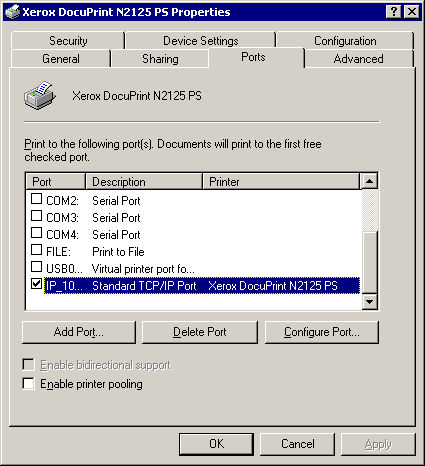 Xerox DocuPrint N2125 PS Properties
Security Device Settings Configuration
General Sharing Ports Advanced
Xerox DocuPrint N2125 PS
Print to the following port(s). Documents will print to the first free
checked port.
Port Description Printer
COM2: Serial Port
COM3: Serial Port
COM4: Serial Port
FILE: Print to File
USB0... Virtual printer port fo...
IP_10... Standard TCP/IP Port Xerox DocuPrint N2125 PS
Add Port... Delete Port Configure Port...
Enable bidirectional support
Enable printer pooling
OK Cancel Apply